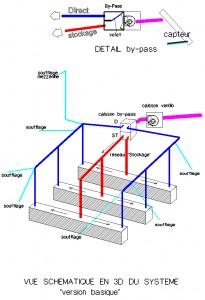 By-Pass
Direct
stockage
volet
capteur
DETAIL by-pass
soufflage
mezzanine
soufflage
caisson ventilo
caisson by-pass
D
ST
réseau "Stockage"
soufflage
soufflage
soufflage
soufflage
VUE SCHEMATIQUE EN 3D DU SYSTEME
"version basique"